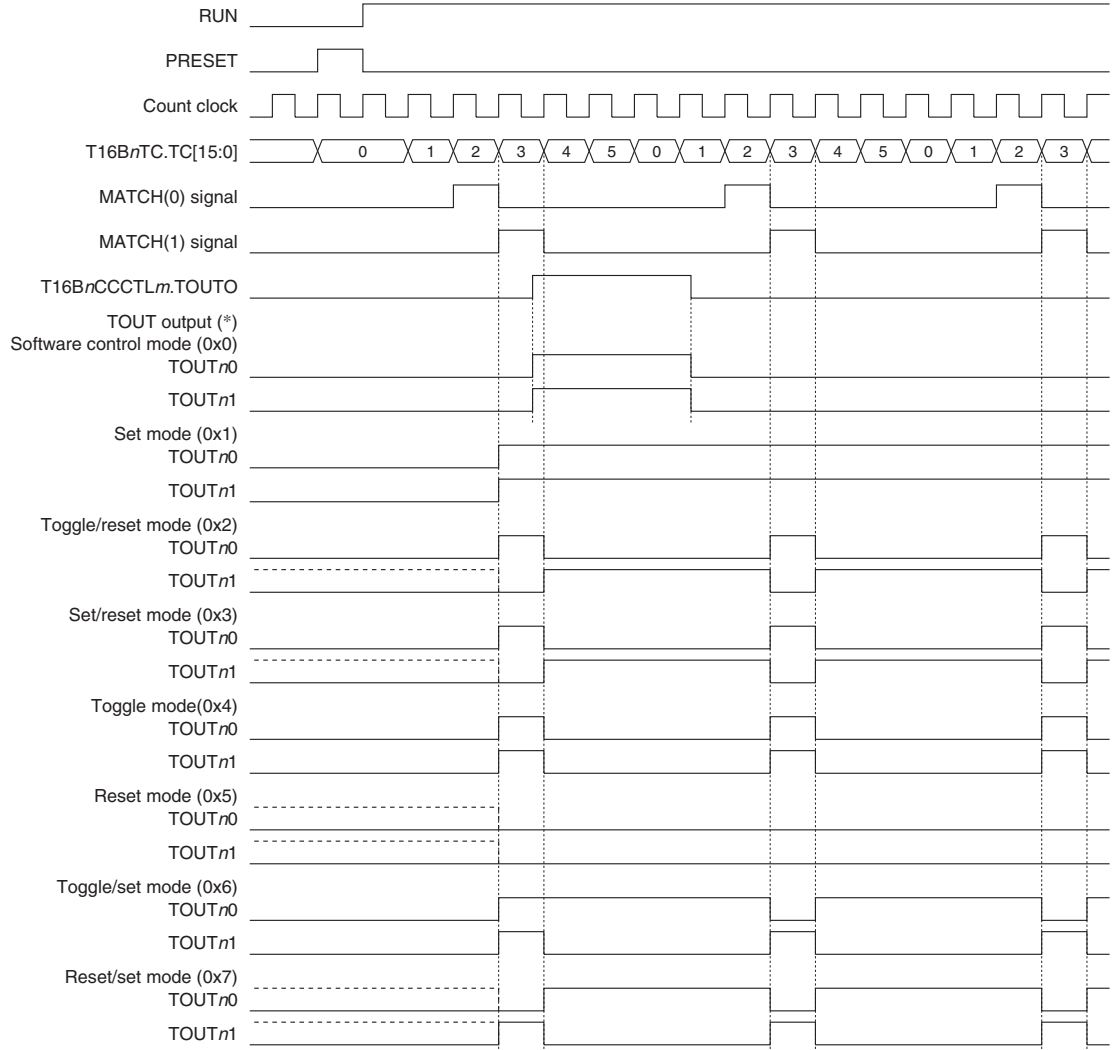 RUN
PRESET
Count clock
T16BnTC.TC[15:0] 0 1 2 3 4 5 0 1 2 3 4 5 0 1 2 3
MATCH(0) signal
MATCH(1) signal
T16BnCCCTLm.TOUTO
TOUT output (*)
Software control mode (0x0)
TOUTn0
TOUTn1
Set mode (0x1)
TOUTn0
TOUTn1
Toggle/reset mode (0x2)
TOUTn0
TOUTn1
Set/reset mode (0x3)
TOUTn0
TOUTn1
Toggle mode(0x4)
TOUTn0
TOUTn1
Reset mode (0x5)
TOUTn0
TOUTn1
Toggle/set mode (0x6)
TOUTn0
TOUTn1
Reset/set mode (0x7)
TOUTn0
TOUTn1